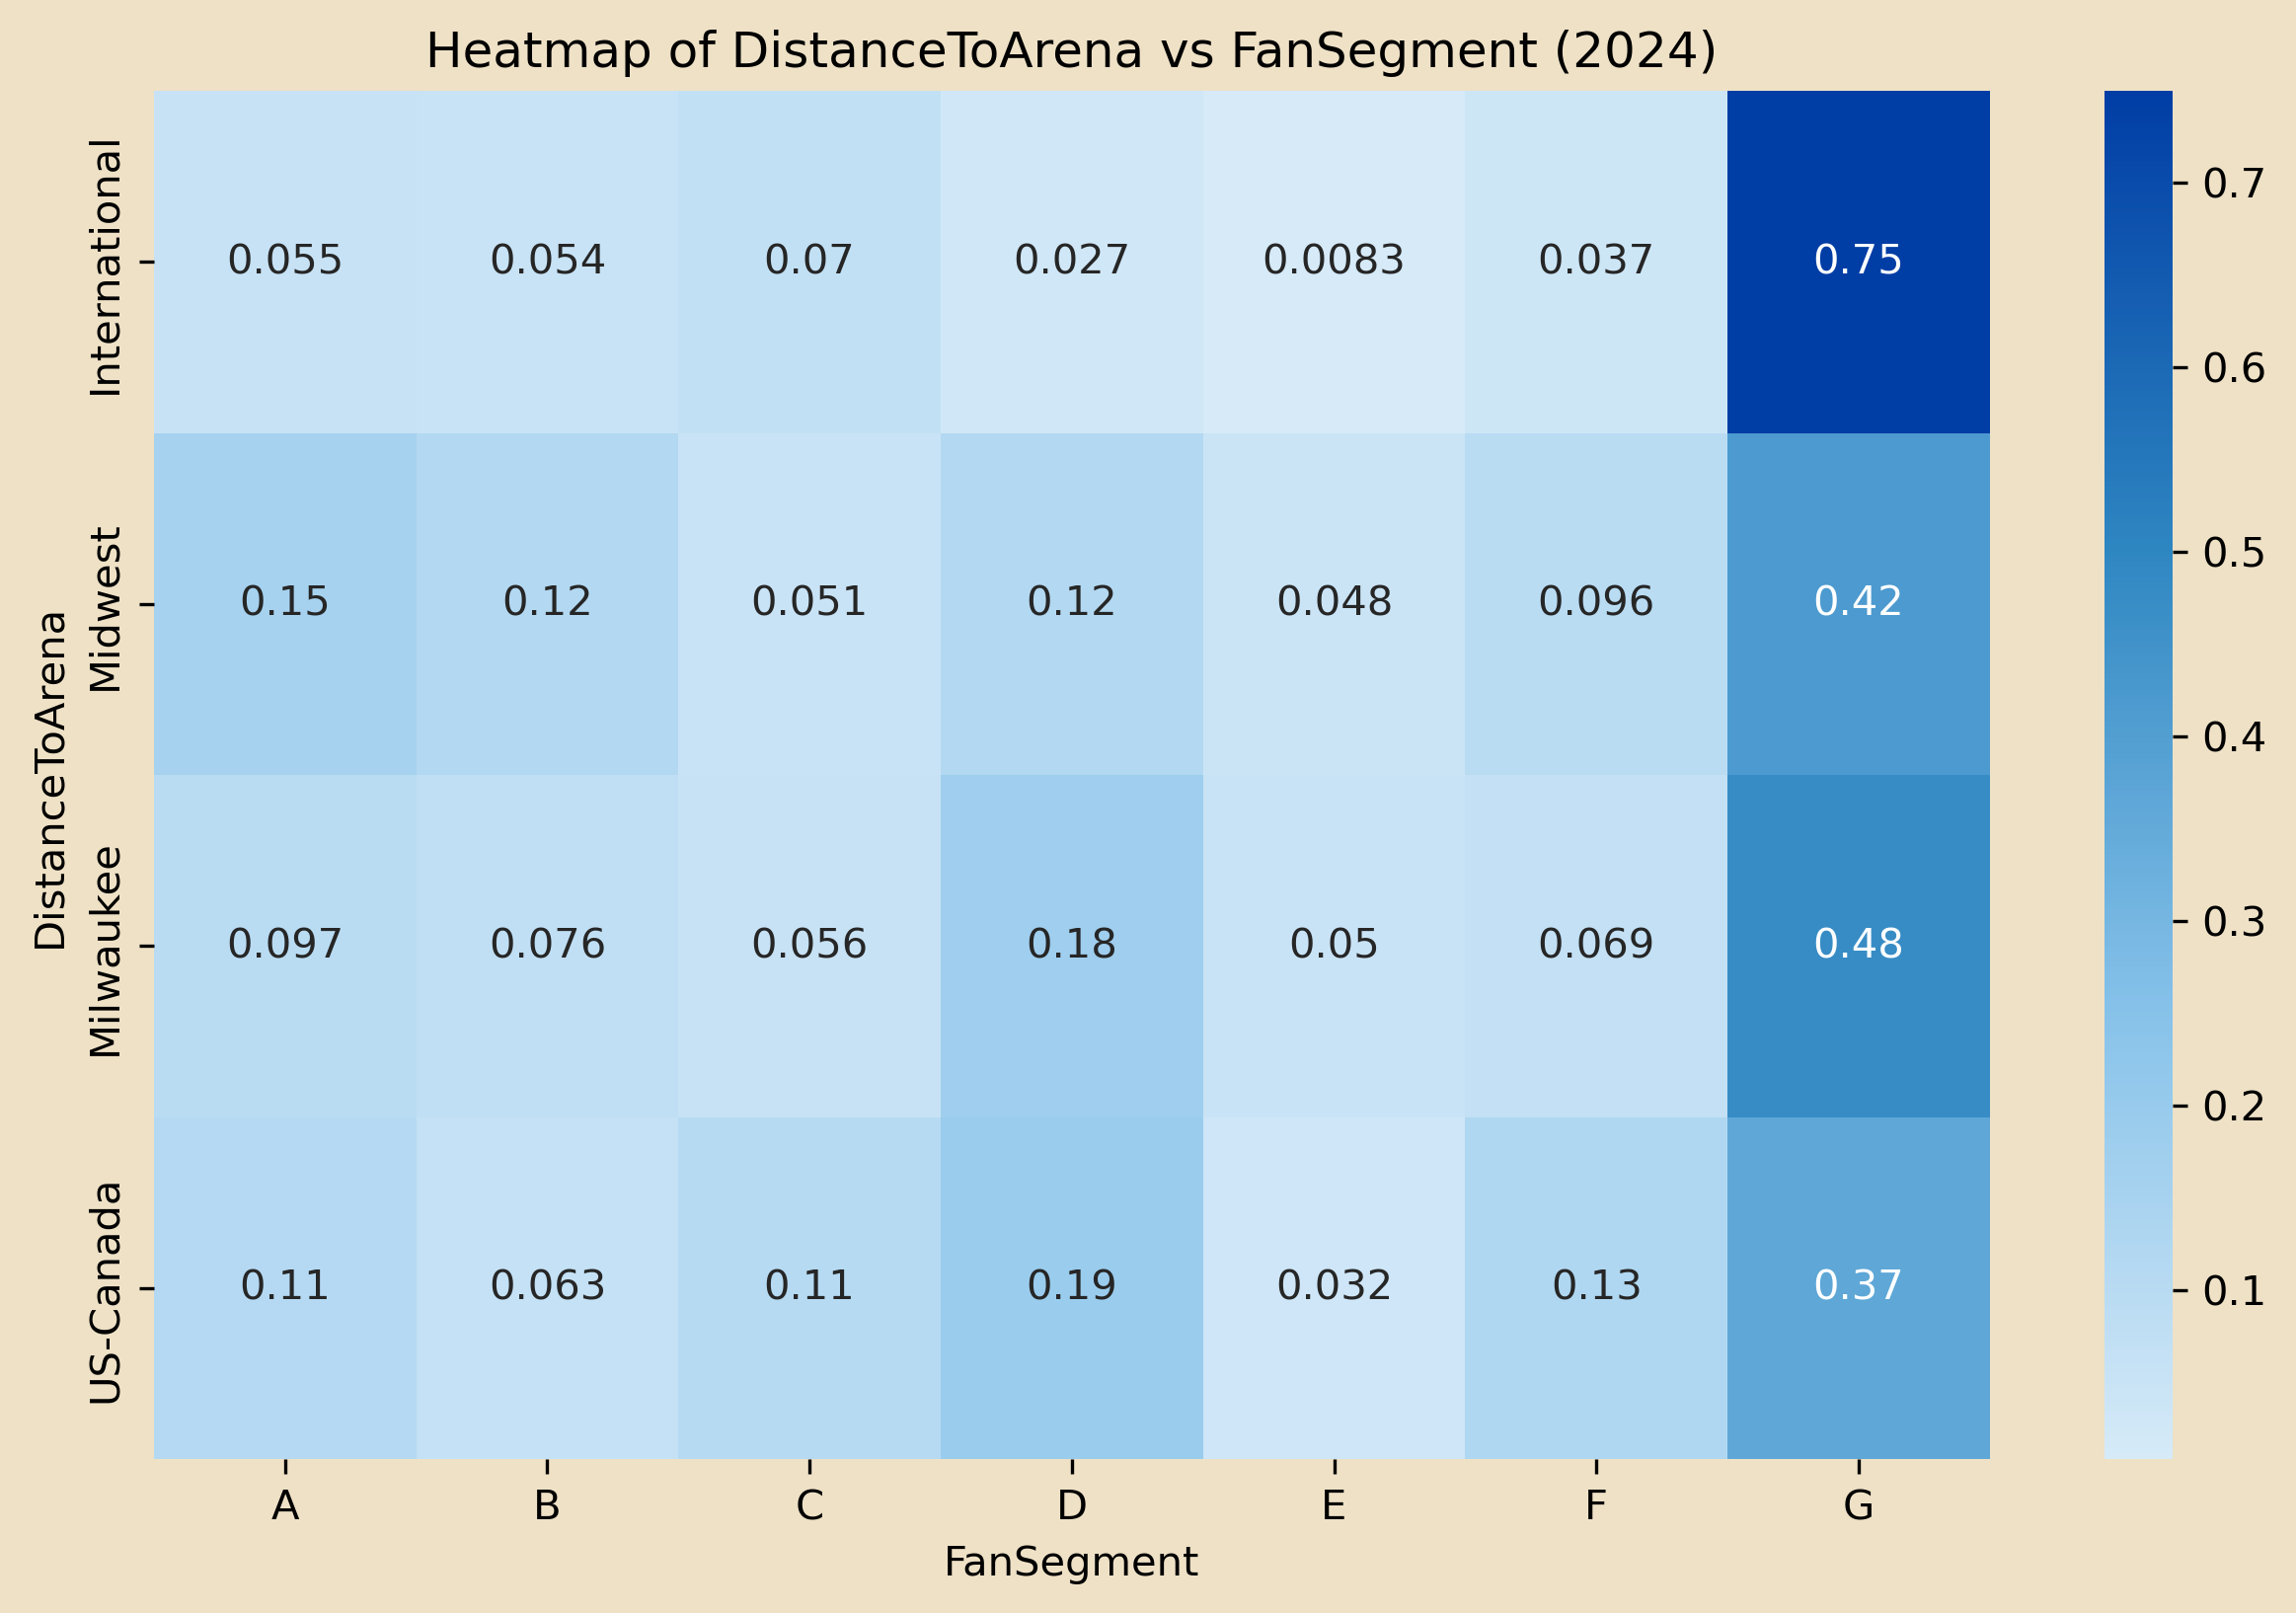 Heatmap of DistanceToArena vs FanSegment (2024)
DistanceToArena
International
0.055 0.054 0.07 0.027 0.0083 0.037 0.75
Midwest
0.15 0.12 0.051 0.12 0.048 0.096 0.42
Milwaukee
0.097 0.076 0.056 0.18 0.05 0.069 0.48
US-Canada
0.11 0.063 0.11 0.19 0.032 0.13 0.37
A B C D E F G
FanSegment
0.7
0.6
0.5
0.4
0.3
0.2
0.1